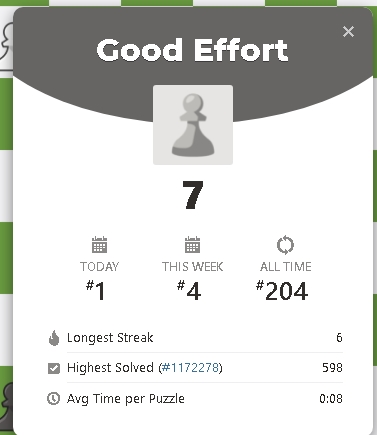 Good Effort
7
TODAY THIS WEEK ALL TIME
#1 #4 #204
Longest Streak 6
Highest Solved (#1172278) 598
Avg Time per Puzzle 0:08